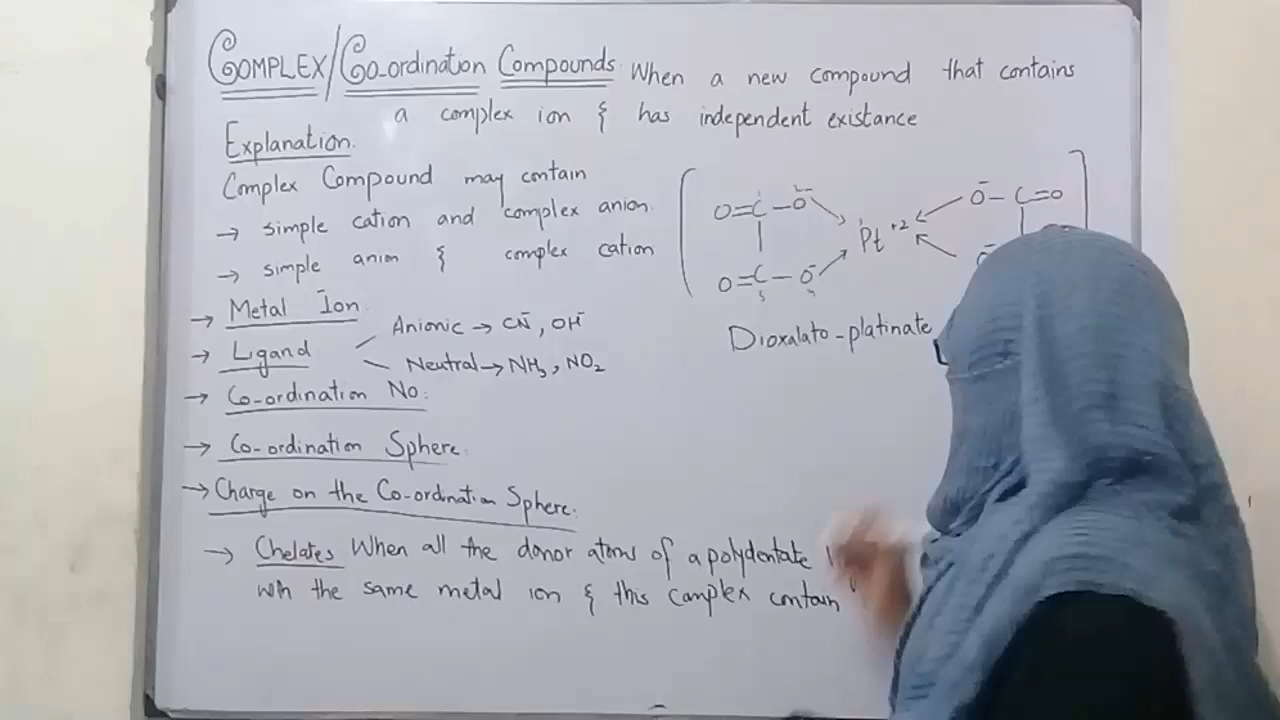 COMPLEX/CO-ordination Compounds: When a new compound that contains
a complex ion & has independent existance
Explanation.
Complex Compound may contain
→ simple cation and complex anion.
→ simple anion & complex cation
→ Metal Ion.
→ Ligand
Anionic → CN⁻, OH⁻
Neutral → NH₃, NO₂
→ Co-ordination No:
→ Co-ordination Sphere:
→ Charge on the Co-ordination Sphere:
→ Chelates When all the donor atoms of a polydentate
with the same metal ion & this complex contain
O=C–O⁻ Pt⁺² O⁻–C=O
O=C–O⁻
Dioxalato-platinate